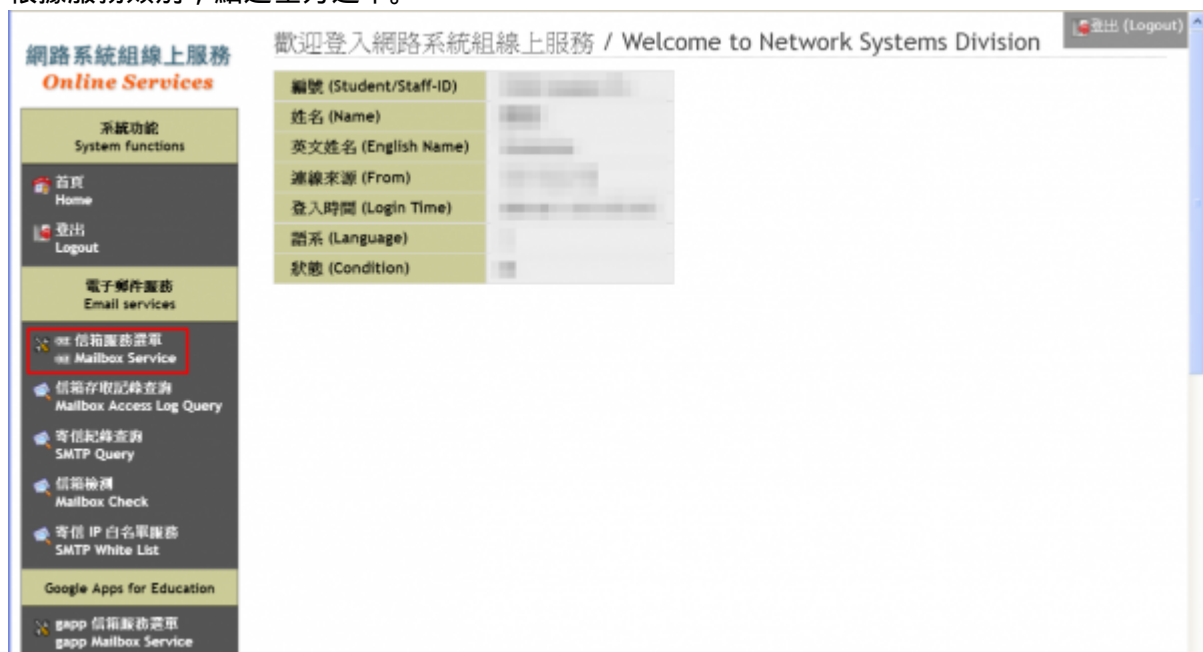 根據服務類別，點選左方選單。
登出 (Logout)
網路系統組線上服務
Online Services
歡迎登入網路系統組線上服務 / Welcome to Network Systems Division
編號 (Student/Staff-ID)
姓名 (Name)
英文姓名 (English Name)
連線來源 (From)
登入時間 (Login Time)
語系 (Language)
狀態 (Condition)
系統功能
System functions
首頁
Home
登出
Logout
電子郵件服務
Email services
信箱服務選單
Mailbox Service
信箱存取記錄查詢
Mailbox Access Log Query
寄信紀錄查詢
SMTP Query
信箱檢測
Mailbox Check
寄信 IP 白名單服務
SMTP White List
Google Apps for Education
gapp 信箱服務選單
gapp Mailbox Service